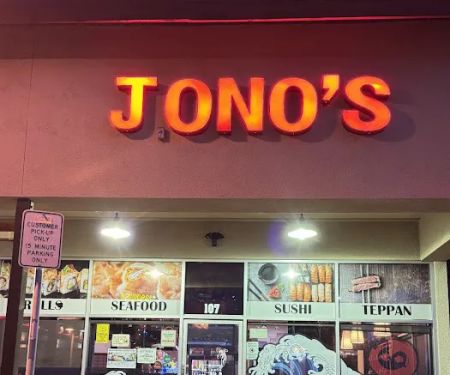 JONO'S
CUSTOMER
PICK-UP
ONLY
15 MINUTE
PARKING
ONLY
ROLLS
SEAFOOD
107
SUSHI
TEPPAN